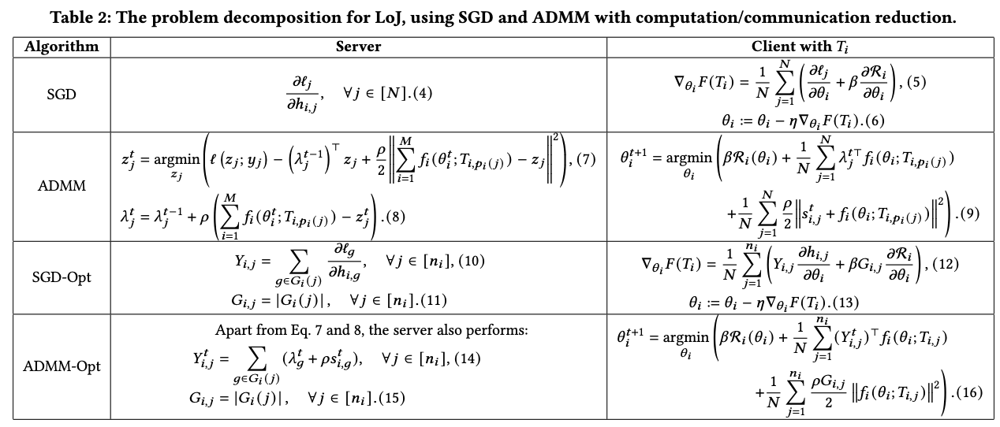 Table 2: The problem decomposition for LoJ, using SGD and ADMM with computation/communication reduction.
Algorithm Server Client with $T_i$
SGD
$\frac{\partial \ell_j}{\partial h_{i,j}}, \quad \forall j \in [N].(4)$
$\nabla_{\theta_i} F(T_i) = \frac{1}{N} \sum_{j=1}^{N} \left( \frac{\partial \ell_j}{\partial \theta_i} + \beta \frac{\partial \mathcal{R}_i}{\partial \theta_i} \right), (5)$
$\theta_i := \theta_i - \eta \nabla_{\theta_i} F(T_i).(6)$
ADMM
$z_j^t = \underset{z_j}{\text{argmin}} \left( \ell \left( z_j; y_j \right) - \left( \lambda_j^{t-1} \right)^\top z_j + \frac{\rho}{2} \left\| \sum_{i=1}^{M} f_i(\theta_i^t; T_{i,p_i(j)}) - z_j \right\|^2 \right), (7)$
$\lambda_j^t = \lambda_j^{t-1} + \rho \left( \sum_{i=1}^{M} f_i(\theta_i^t; T_{i,p_i(j)}) - z_j^t \right).(8)$
$\theta_i^{t+1} = \underset{\theta_i}{\text{argmin}} \left( \beta \mathcal{R}_i(\theta_i) + \frac{1}{N} \sum_{j=1}^{N} \lambda_j^{t\top} f_i(\theta_i; T_{i,p_i(j)}) \right.$
$\left. + \frac{1}{N} \sum_{j=1}^{N} \frac{\rho}{2} \left\| s_{i,j}^t + f_i(\theta_i; T_{i,p_i(j)}) \right\|^2 \right).(9)$
SGD-Opt
$Y_{i,j} = \sum_{g \in G_i(j)} \frac{\partial \ell_g}{\partial h_{i,g}}, \quad \forall j \in [n_i], (10)$
$G_{i,j} = |G_i(j)|, \quad \forall j \in [n_i].(11)$
$\nabla_{\theta_i} F(T_i) = \frac{1}{N} \sum_{j=1}^{n_i} \left( Y_{i,j} \frac{\partial h_{i,j}}{\partial \theta_i} + \beta G_{i,j} \frac{\partial \mathcal{R}_i}{\partial \theta_i} \right), (12)$
$\theta_i := \theta_i - \eta \nabla_{\theta_i} F(T_i).(13)$
ADMM-Opt
Apart from Eq. 7 and 8, the server also performs:
$Y_{i,j}^t = \sum_{g \in G_i(j)} (\lambda_g^t + \rho s_{i,g}^t), \quad \forall j \in [n_i], (14)$
$G_{i,j} = |G_i(j)|, \quad \forall j \in [n_i].(15)$
$\theta_i^{t+1} = \underset{\theta_i}{\text{argmin}} \left( \beta \mathcal{R}_i(\theta_i) + \frac{1}{N} \sum_{j=1}^{n_i} (Y_{i,j}^t)^\top f_i(\theta_i; T_{i,j}) \right.$
$\left. + \frac{1}{N} \sum_{j=1}^{n_i} \frac{\rho G_{i,j}}{2} \left\| f_i(\theta_i; T_{i,j}) \right\|^2 \right).(16)$